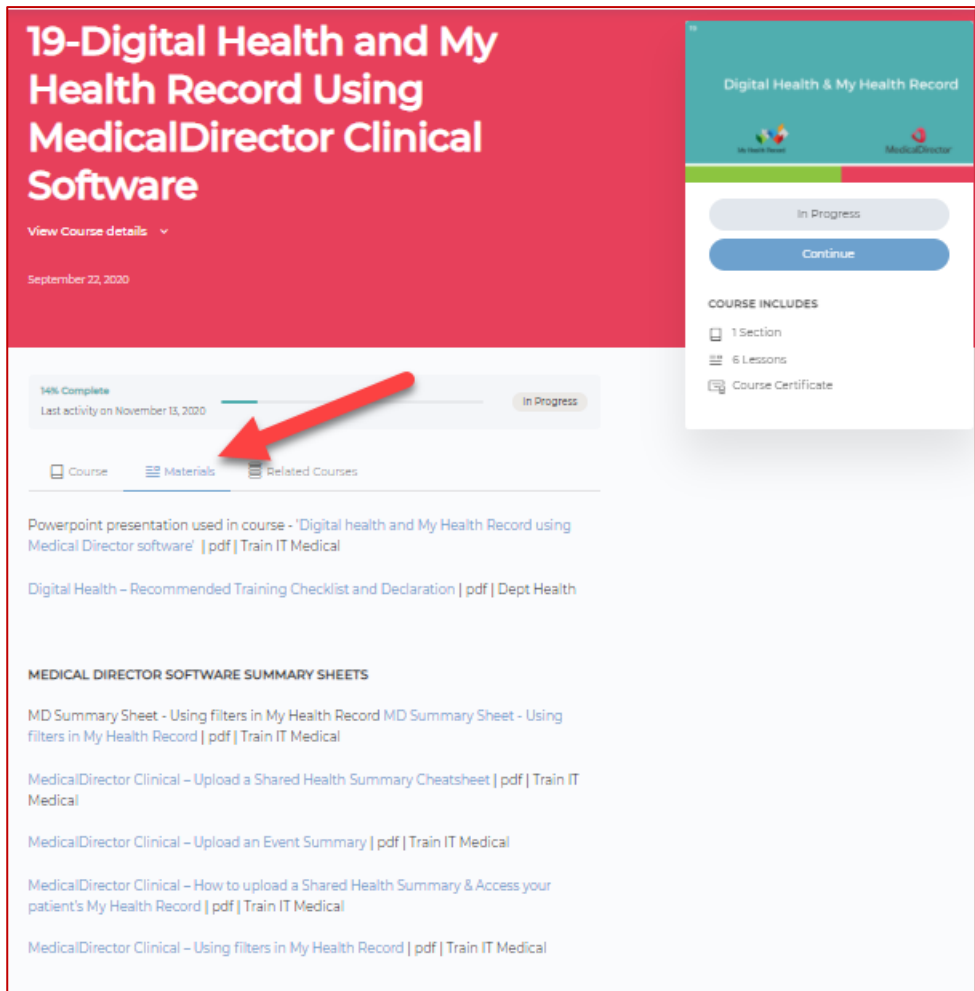 19-Digital Health and My
Health Record Using
MedicalDirector Clinical
Software
View Course details
September 22, 2020
19
Digital Health & My Health Record
My Health Record
MedicalDirector
In Progress
Continue
COURSE INCLUDES
1 Section
6 Lessons
Course Certificate
14% Complete
Last activity on November 13, 2020
In Progress
Course
Materials
Related Courses
Powerpoint presentation used in course - 'Digital health and My Health Record using
Medical Director software' | pdf | Train IT Medical
Digital Health – Recommended Training Checklist and Declaration | pdf | Dept Health
MEDICAL DIRECTOR SOFTWARE SUMMARY SHEETS
MD Summary Sheet - Using filters in My Health Record MD Summary Sheet - Using
filters in My Health Record | pdf | Train IT Medical
MedicalDirector Clinical – Upload a Shared Health Summary Cheatsheet | pdf | Train IT
Medical
MedicalDirector Clinical – Upload an Event Summary | pdf | Train IT Medical
MedicalDirector Clinical – How to upload a Shared Health Summary & Access your
patient's My Health Record | pdf | Train IT Medical
MedicalDirector Clinical – Using filters in My Health Record | pdf | Train IT Medical